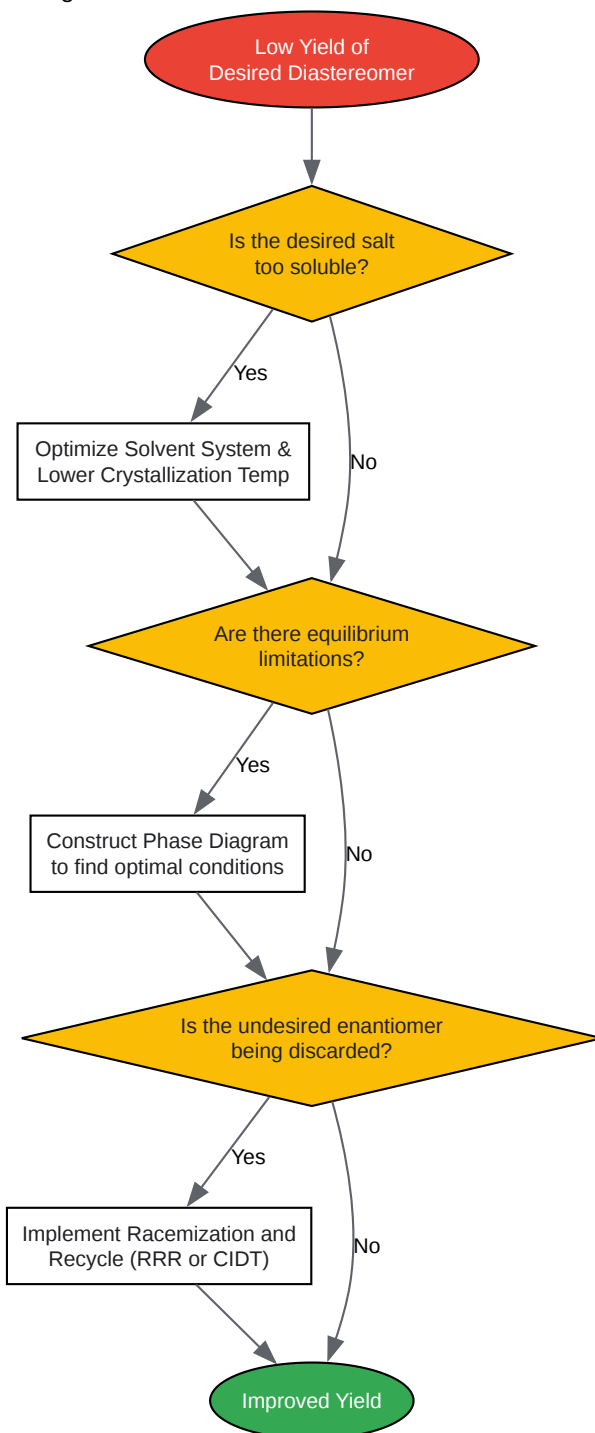 Low Yield of
Desired Diastereomer
Is the desired salt
too soluble?
Yes
Optimize Solvent System &
Lower Crystallization Temp
No
Are there equilibrium
limitations?
Yes
Construct Phase Diagram
to find optimal conditions
No
Is the undesired enantiomer
being discarded?
Yes
Implement Racemization and
Recycle (RRR or CIDT)
No
Improved Yield